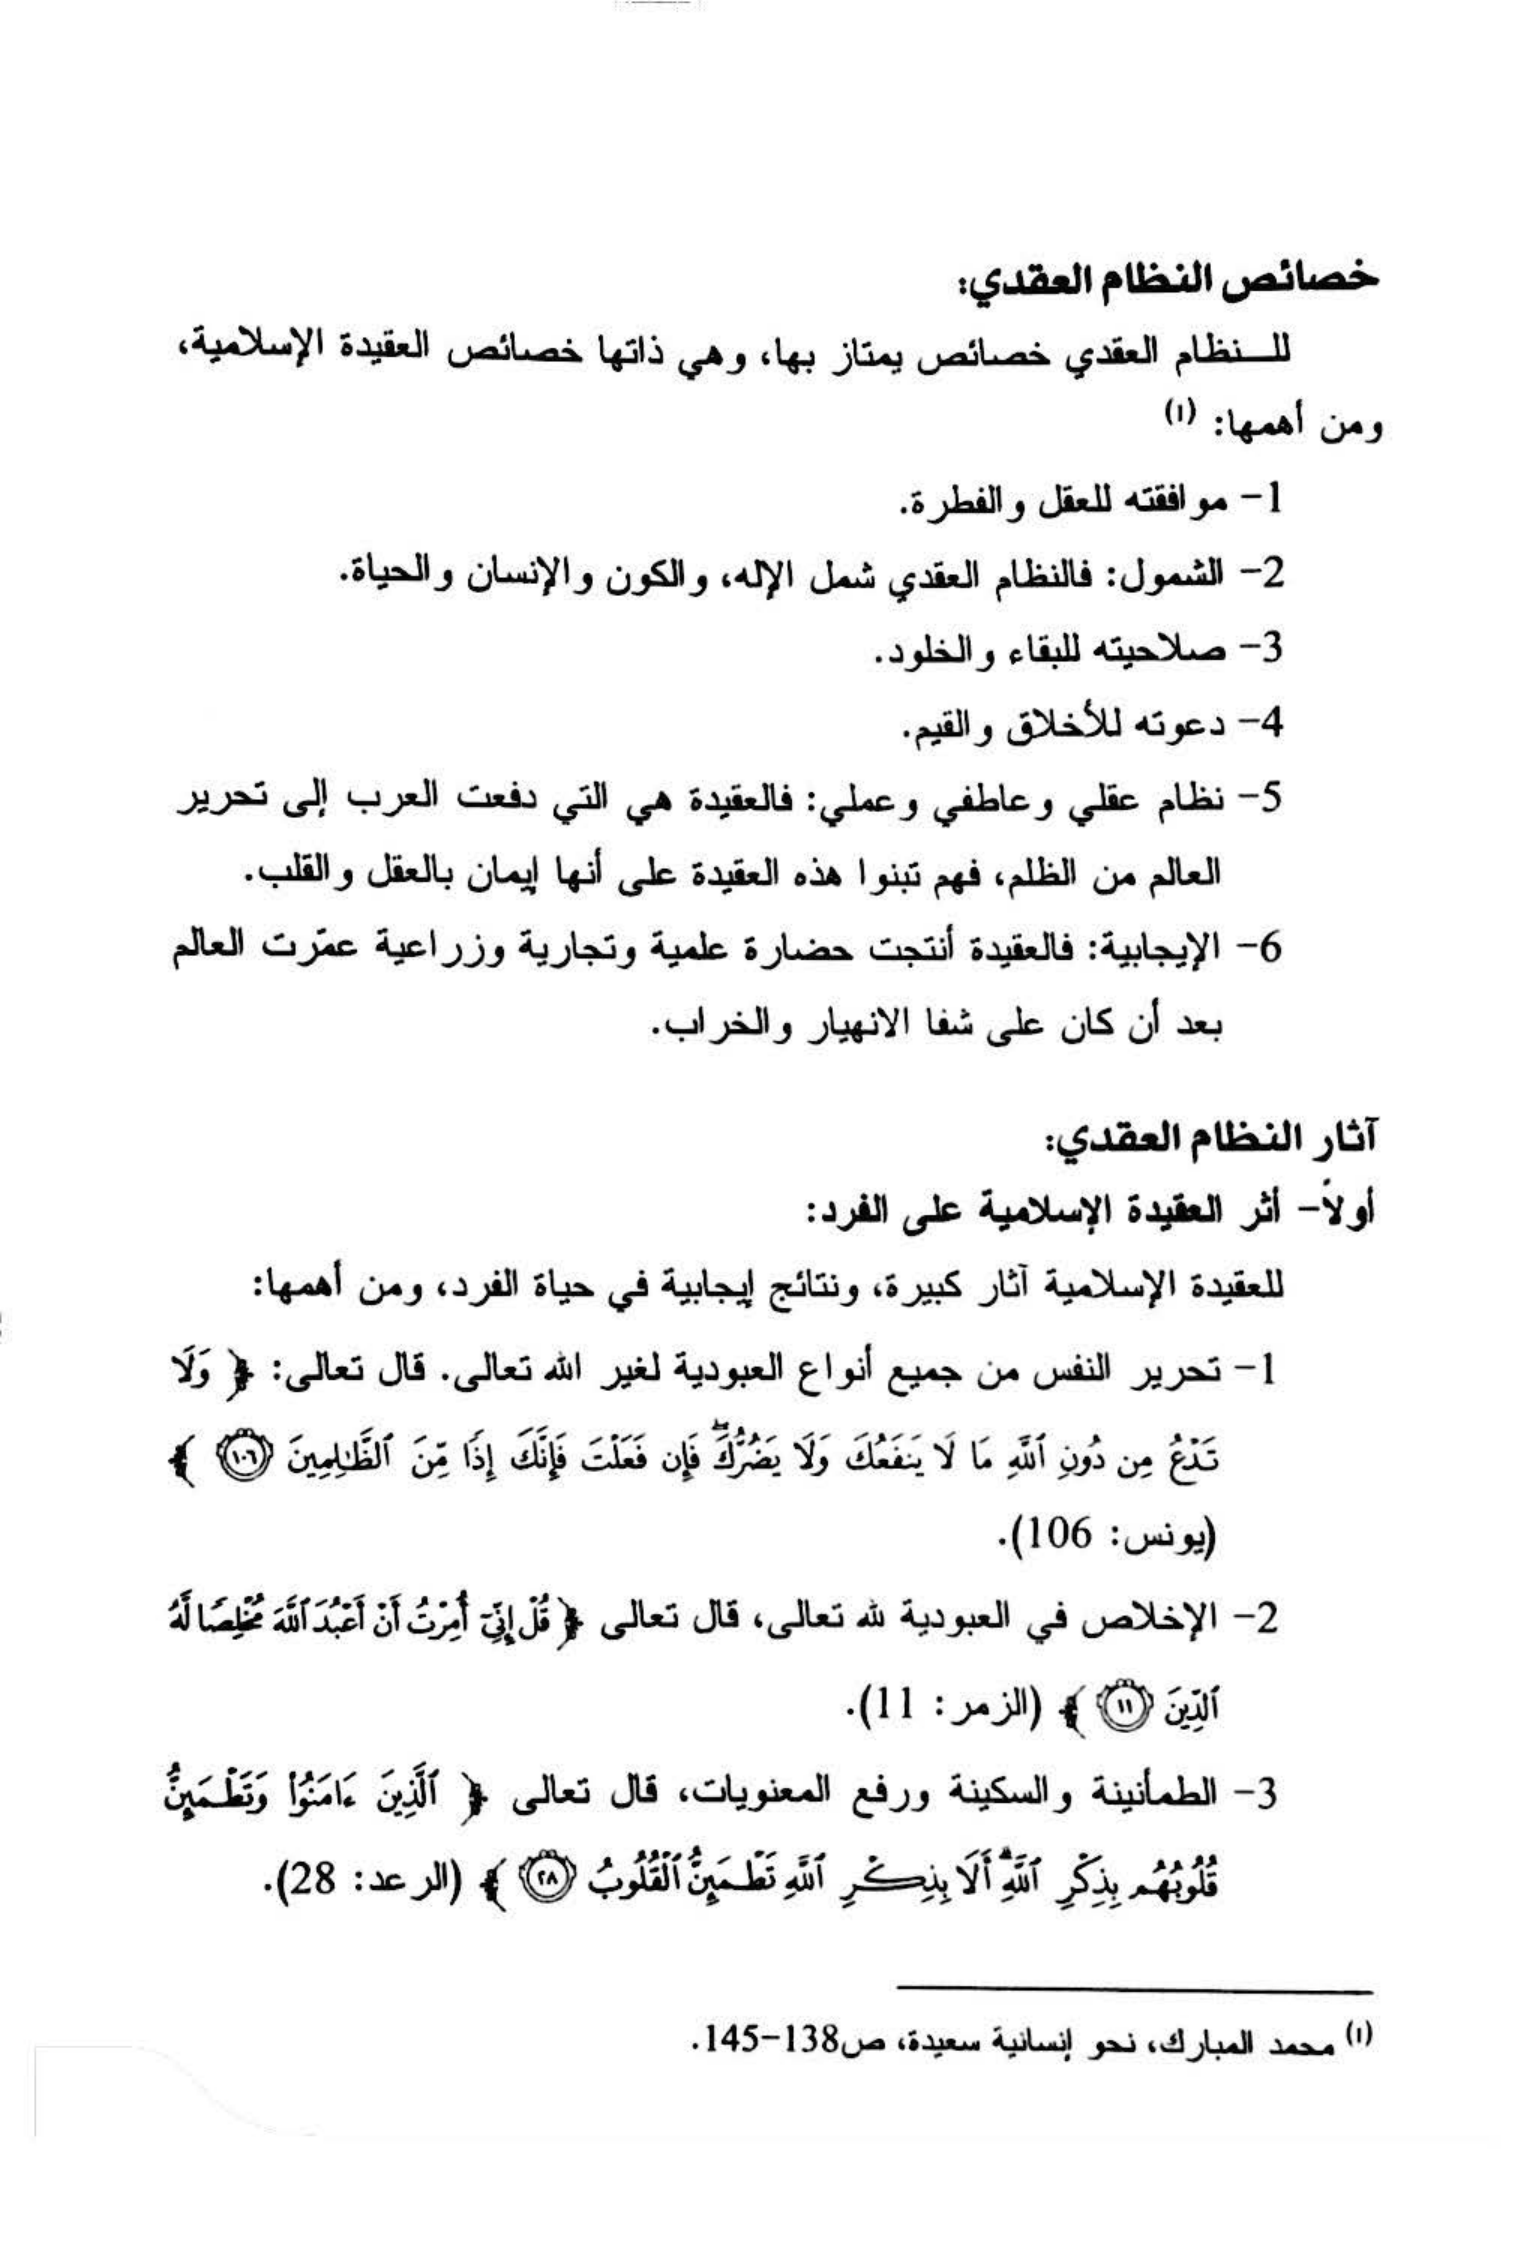 خصائص النظام العقدي:
للـنظام العقدي خصائص يمتاز بها، وهي ذاتها خصائص العقيدة الإسلامية،
ومن أهمها: (١)
1- موافقته للعقل والفطرة.
2- الشمول: فالنظام العقدي شمل الإله، والكون والإنسان والحياة.
3- صلاحيته للبقاء والخلود.
4- دعوته للأخلاق والقيم.
5- نظام عقلي وعاطفي وعملي: فالعقيدة هي التي دفعت العرب إلى تحرير
العالم من الظلم، فهم تبنوا هذه العقيدة على أنها إيمان بالعقل والقلب.
6- الإيجابية: فالعقيدة أنتجت حضارة علمية وتجارية وزراعية عمّرت العالم
بعد أن كان على شفا الانهيار والخراب.
آثار النظام العقدي:
أولاً- أثر العقيدة الإسلامية على الفرد:
للعقيدة الإسلامية آثار كبيرة، ونتائج إيجابية في حياة الفرد، ومن أهمها:
1- تحرير النفس من جميع أنواع العبودية لغير الله تعالى. قال تعالى: ﴿ وَلَا
تَدْعُ مِن دُونِ ٱللَّهِ مَا لَا يَنفَعُكَ وَلَا يَضُرُّكَ ۖ فَإِن فَعَلْتَ فَإِنَّكَ إِذًا مِّنَ ٱلظَّٰلِمِينَ ١٠٦ ﴾
(يونس: 106).
2- الإخلاص في العبودية لله تعالى، قال تعالى ﴿ قُلْ إِنِّىٓ أُمِرْتُ أَنْ أَعْبُدَ ٱللَّهَ مُخْلِصًا لَّهُ
ٱلدِّينَ ١١ ﴾ (الزمر: 11).
3- الطمأنينة والسكينة ورفع المعنويات، قال تعالى ﴿ ٱلَّذِينَ ءَامَنُوا۟ وَتَطْمَئِنُّ
قُلُوبُهُم بِذِكْرِ ٱللَّهِ ۗ أَلَا بِذِكْرِ ٱللَّهِ تَطْمَئِنُّ ٱلْقُلُوبُ ٢٨ ﴾ (الرعد: 28).
(١) محمد المبارك، نحو إنسانية سعيدة، ص138-145.